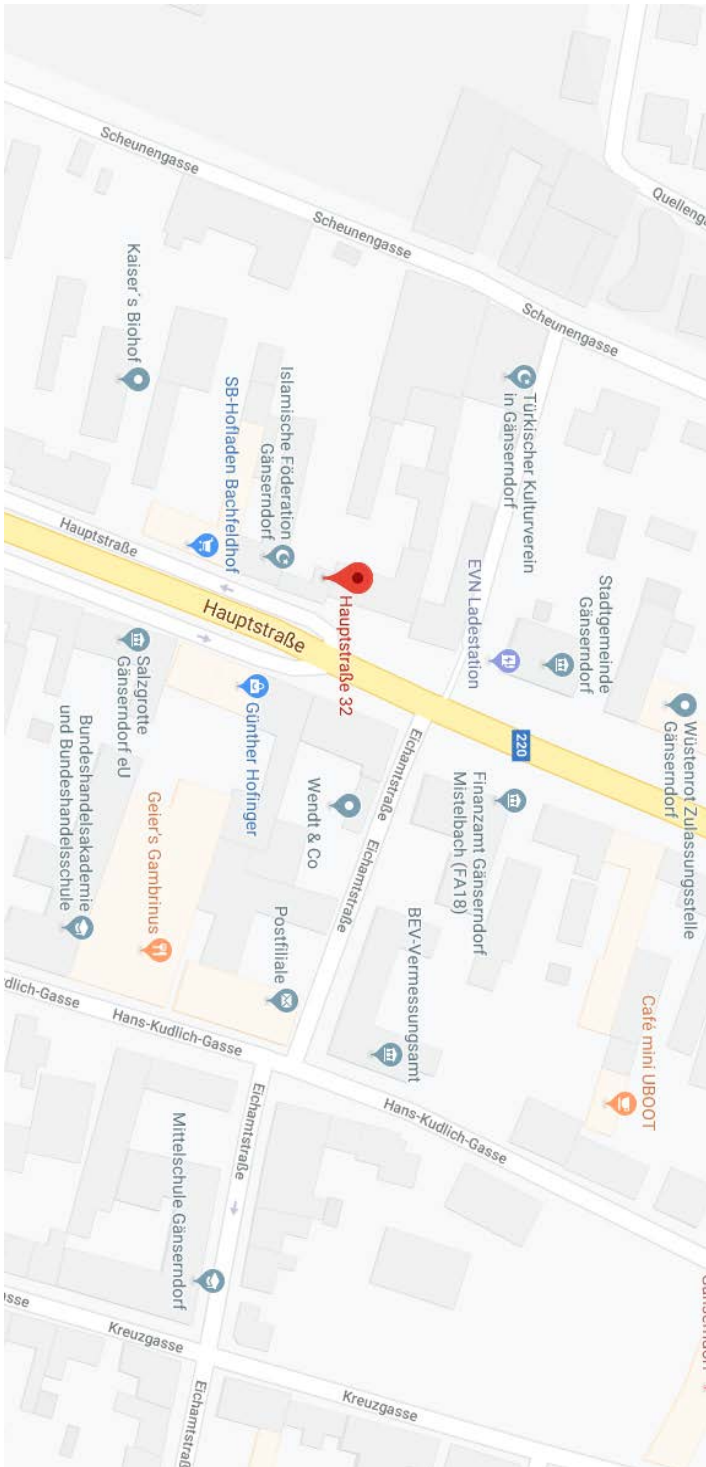 Scheunengasse
Scheunengasse
Scheunengasse
Kaiser´s Biohof
SB-Hofladen Bachfeldhof
Islamische Föderation
Gänserndorf
Türkischer Kulturverein
in Gänserndorf
EVN Ladestation
Stadtgemeinde
Gänserndorf
Wüstenrot Zulassungsstelle
Gänserndorf
Hauptstraße
Hauptstraße
Hauptstraße 32
220
Salzgrotte
Gänserndorf eU
Günther Hofinger
Bundeshandelsakademie
und Bundeshandelsschule
Geier's Gambrinus
Wendt & Co
Postfiliale
Eichamtstraße
Eichamtstraße
Finanzamt Gänserndorf
Mistelbach (FA18)
BEV-Vermessungsamt
Café mini UBOOT
Hans-Kudlich-Gasse
Hans-Kudlich-Gasse
Eichamtstraße
Mittelschule Gänserndorf
Kreuzgasse
Kreuzgasse